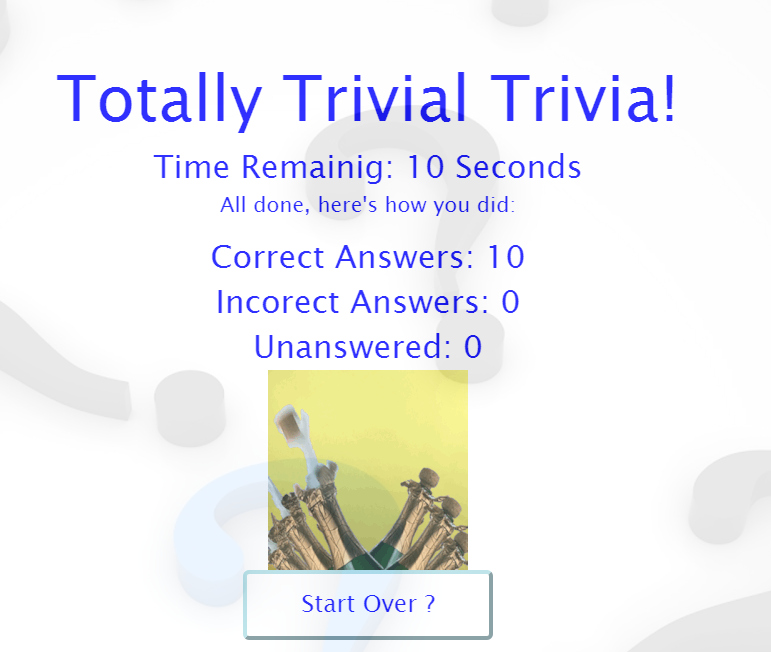 Totally Trivial Trivia!
Time Remainig: 10 Seconds
All done, here's how you did:
Correct Answers: 10
Incorect Answers: 0
Unanswered: 0
Start Over ?